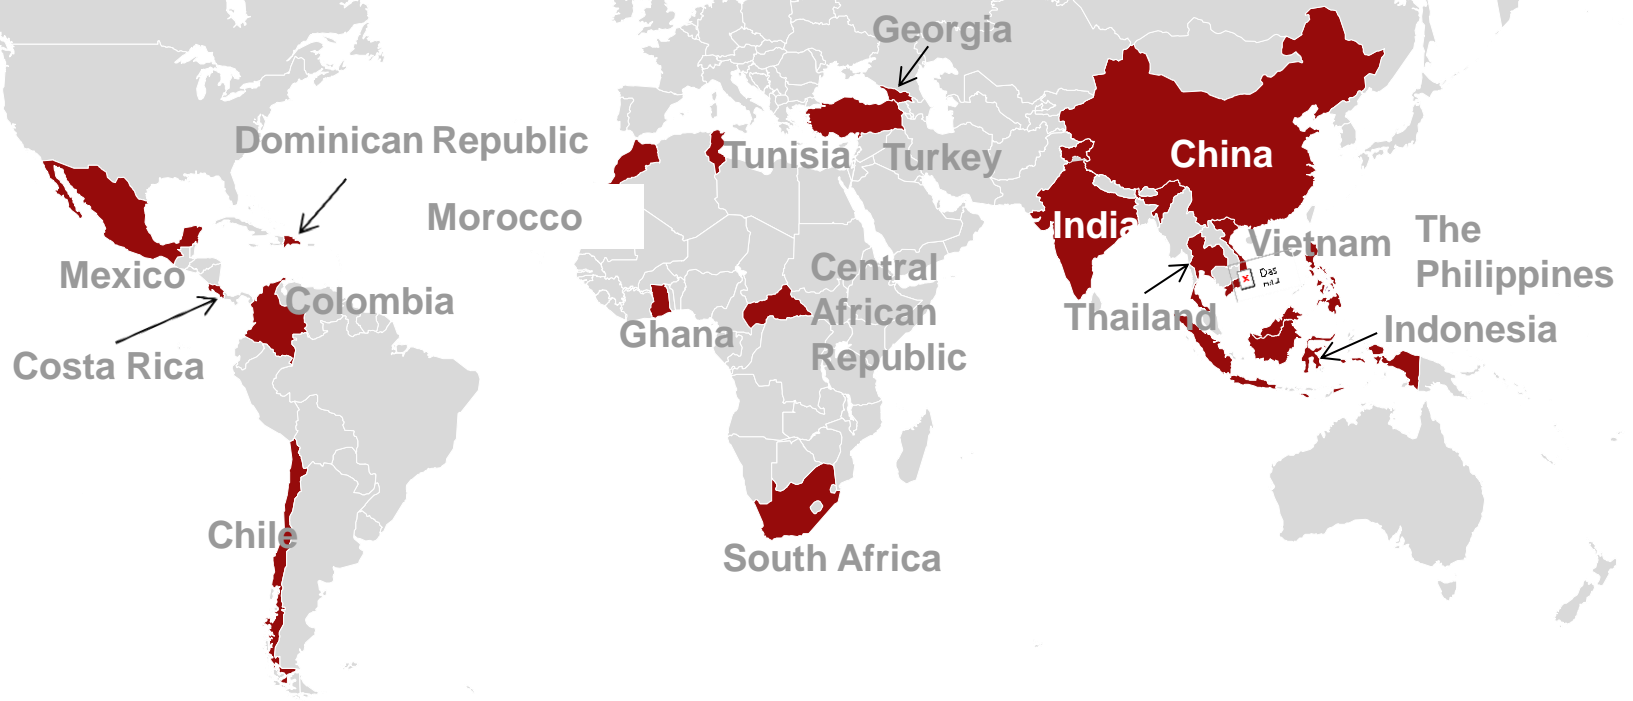 Georgia
Dominican Republic
Tunisia
Turkey
China
Morocco
India
Vietnam
The
Philippines
Mexico
Colombia
Central
African
Republic
Das
Thailand
Ghana
Indonesia
Costa Rica
Chile
South Africa